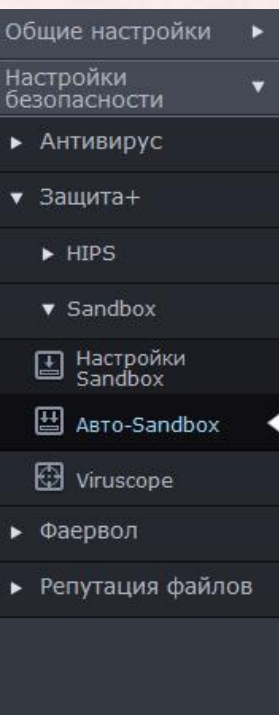 Общие настройки
Настройки
безопасности
Антивирус
Защита+
HIPS
Sandbox
Настройки
Sandbox
Авто-Sandbox
Viruscope
Фаервол
Репутация файлов